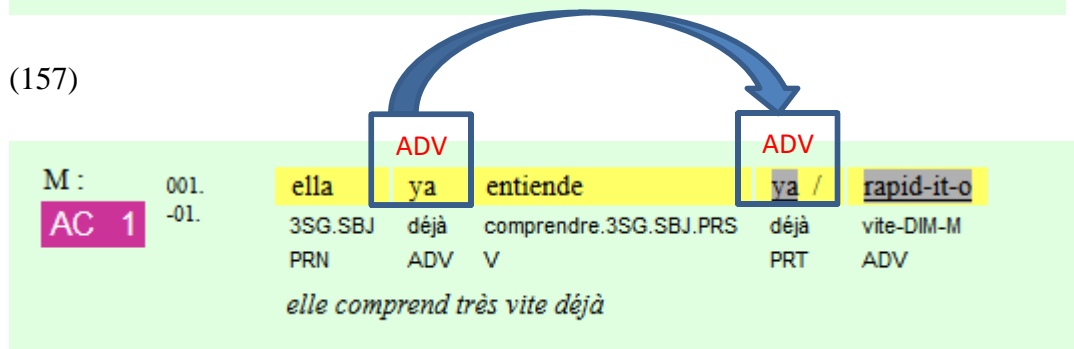 (157)
ADV ADV
M : 001. ella ya entiende ya / rapid-it-o
AC 1 -01. 3SG.SBJ déjà comprendre.3SG.SBJ.PRS déjà vite-DIM-M
PRN ADV V PRT ADV
elle comprend très vite déjà